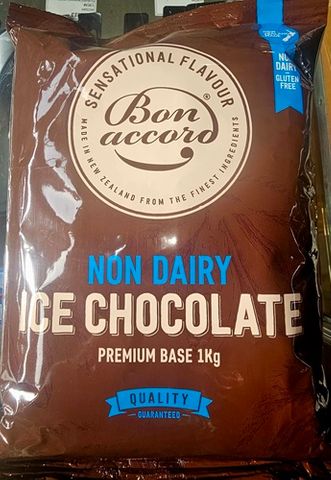 SENSATIONAL FLAVOUR
Bon
accord®
MADE IN NEW ZEALAND FROM THE FINEST INGREDIENTS
NON
DAIRY
GLUTEN
FREE
NON DAIRY
ICE CHOCOLATE
PREMIUM BASE 1Kg
QUALITY
GUARANTEED